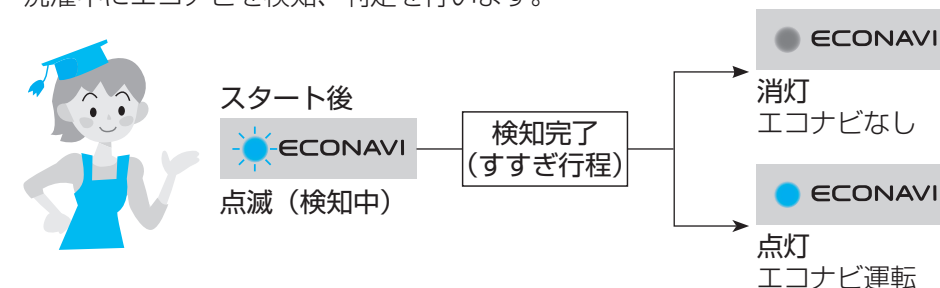 洗濯中にエコナビを検知、判定を行います。
スタート後
ECONAVI
点滅（検知中）
検知完了
（すすぎ行程）
ECONAVI
消灯
エコナビなし
ECONAVI
点灯
エコナビ運転